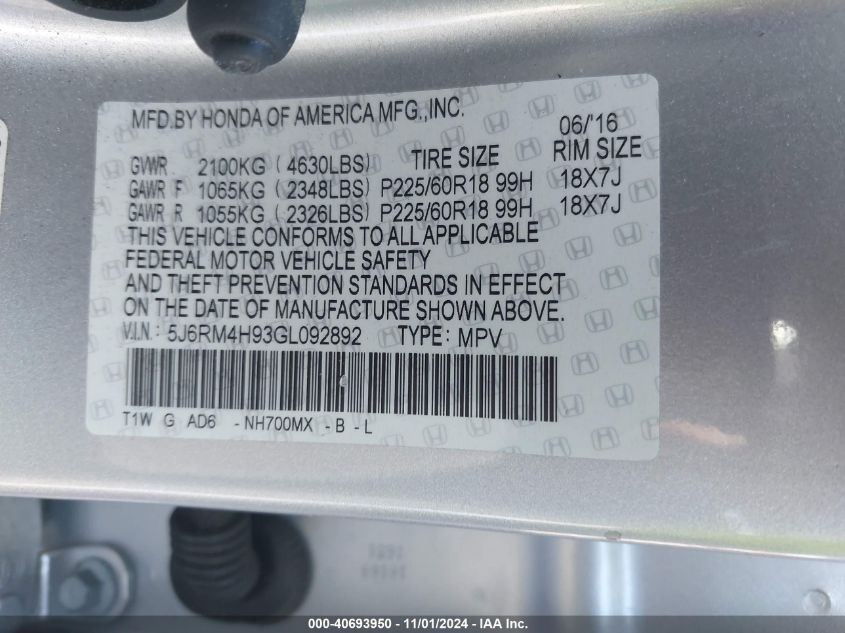 MFD.BY HONDA OF AMERICA MFG.,INC.
06/'16
GVWR 2100KG ( 4630LBS) TIRE SIZE RIM SIZE
GAWR F 1065KG ( 2348LBS) P225/60R18 99H 18X7J
GAWR R 1055KG ( 2326LBS) P225/60R18 99H 18X7J
THIS VEHICLE CONFORMS TO ALL APPLICABLE
FEDERAL MOTOR VEHICLE SAFETY
AND THEFT PREVENTION STANDARDS IN EFFECT
ON THE DATE OF MANUFACTURE SHOWN ABOVE.
V.I.N.: 5J6RM4H93GL092892 TYPE: MPV
T1W G AD6 -NH700MX -B -L
000-40693950 - 11/01/2024 - IAA Inc.